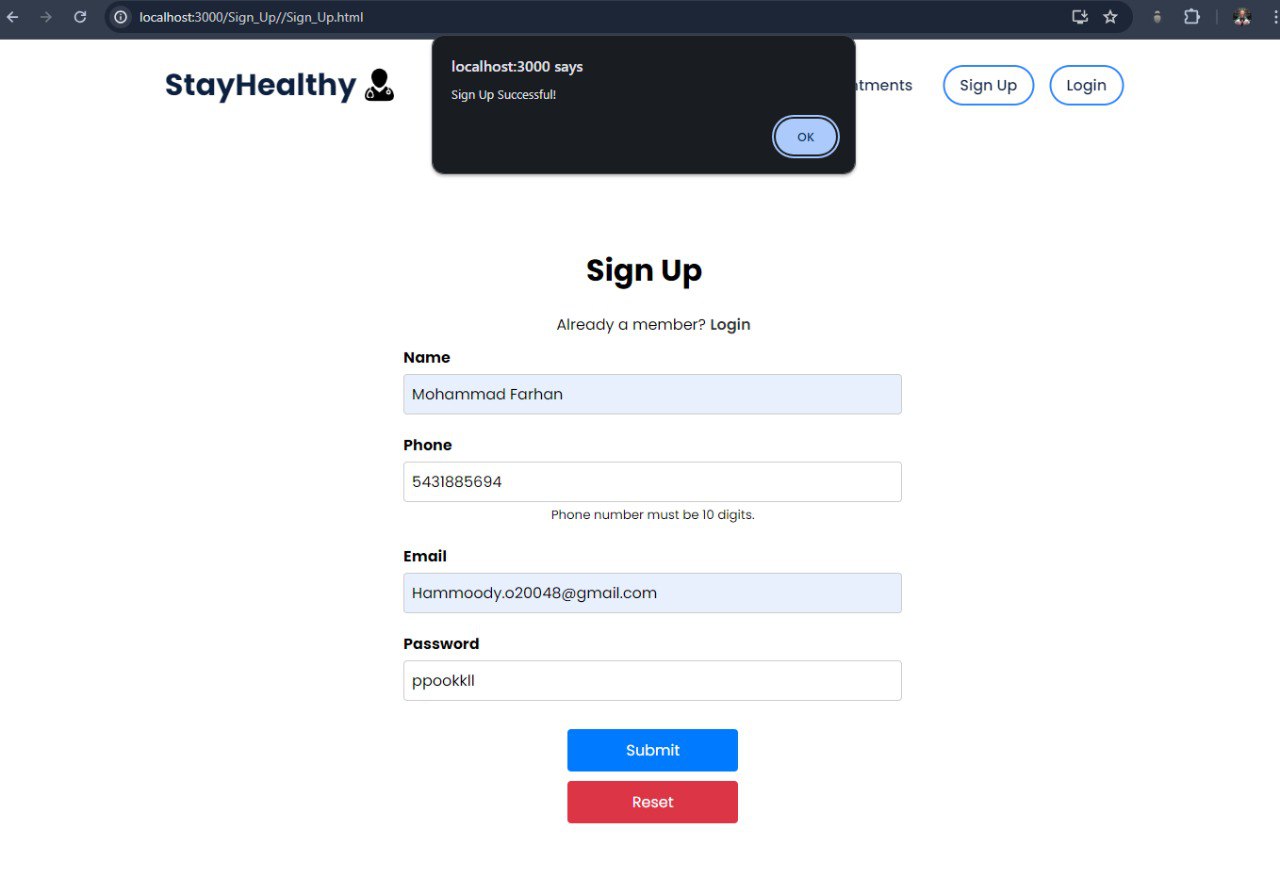 localhost:3000/Sign_Up//Sign_Up.html
localhost:3000 says
Sign Up Successful!
OK
StayHealthy
Sign Up
Login
Sign Up
Already a member? Login
Name
Mohammad Farhan
Phone
5431885694
Phone number must be 10 digits.
Email
Hammoody.o20048@gmail.com
Password
ppookkll
Submit
Reset